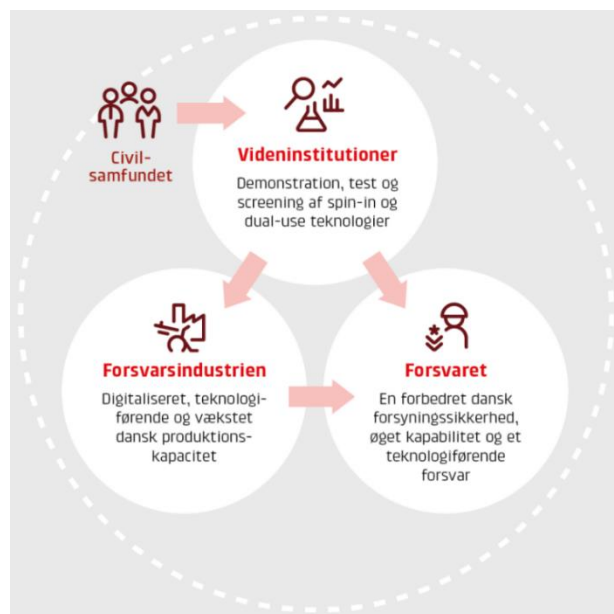 Civil-
samfundet
Videninstitutioner
Demonstration, test og
screening af spin-in og
dual-use teknologier
Forsvarsindustrien
Digitaliseret, teknologi-
førende og vækstet
dansk produktions-
kapacitet
Forsvaret
En forbedret dansk
forsyningssikkerhed,
øget kapabilitet og et
teknologiførende
forsvar